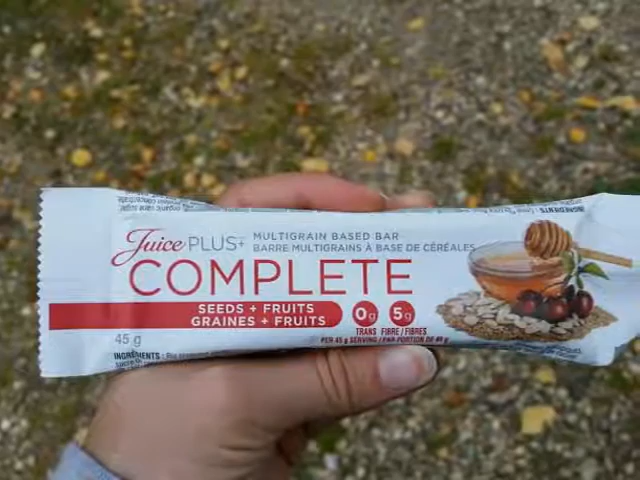 Juice PLUS+
MULTIGRAIN BASED BAR
BARRE MULTIGRAINS À BASE DE CÉRÉALES
COMPLETE
SEEDS + FRUITS
GRAINES + FRUITS
0g 5g
TRANS FIBRE / FIBRES
PER 45 g SERVING / PAR PORTION DE 45 g
45 g
INGRÉDIENTS :